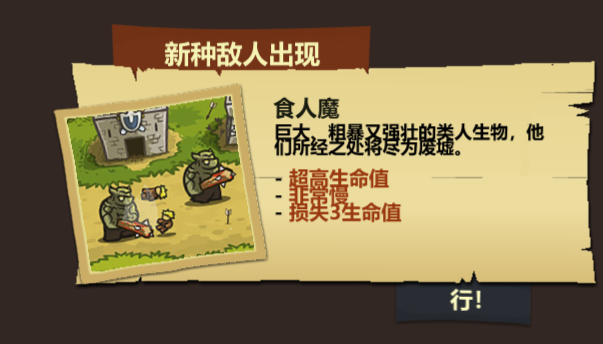 新种敌人出现
食人魔
巨大、粗暴又强壮的类人生物，他
们所经之处将尽为废墟。
- 超高生命值
- 非常慢
- 损失3生命值
行!